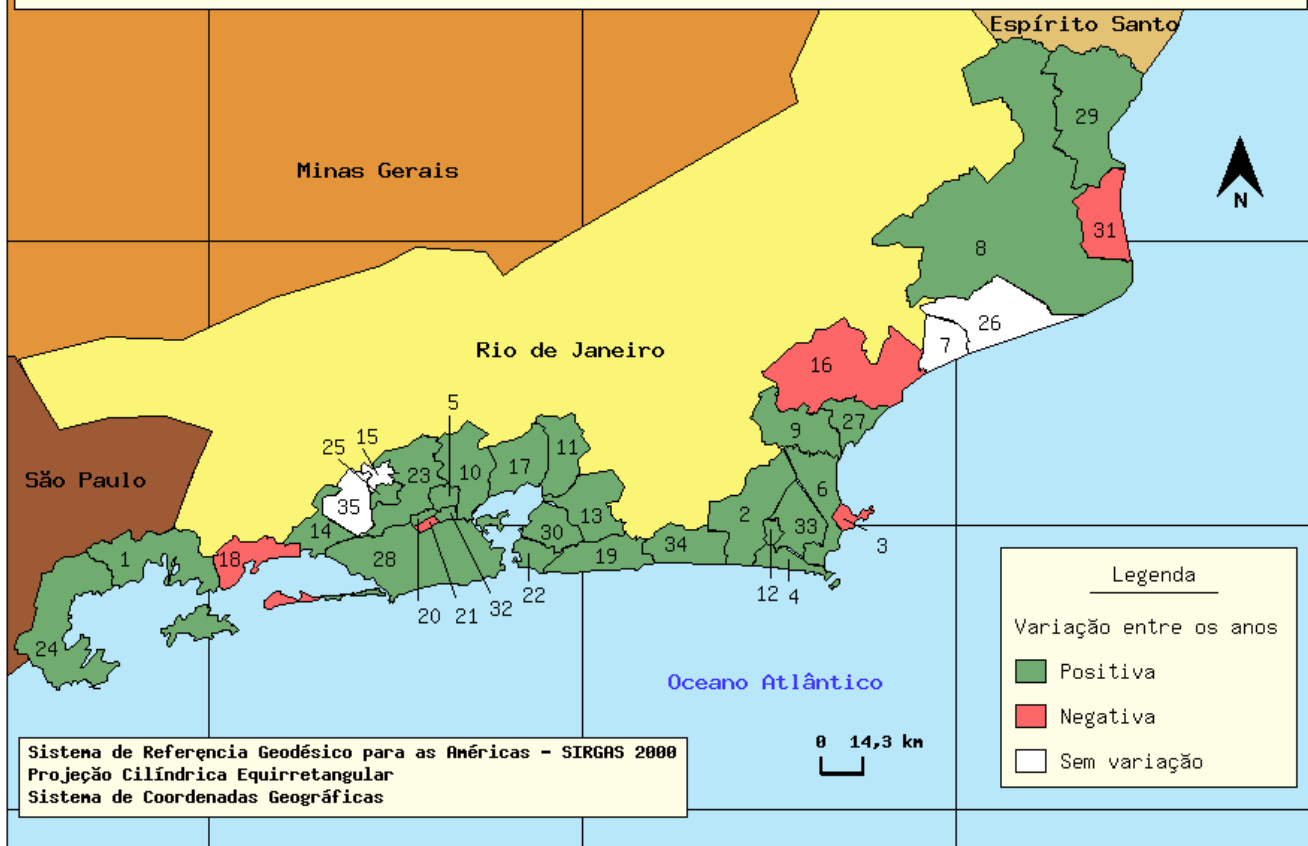 Espírito Santo
29
Minas Gerais
N
31
8
26
7
Rio de Janeiro
16
5
15
25
11
27
9
23
10
17
São Paulo
35
6
14
13
2
30
33
3
1
18
28
19
34
20
21
32
22
12
4
24
Oceano Atlântico
0 14,3 km
Legenda
Variação entre os anos
Positiva
Negativa
Sem variação
Sistema de Referencia Geodésico para as Américas - SIRGAS 2000
Projeção Cilíndrica Equirretangular
Sistema de Coordenadas Geográficas